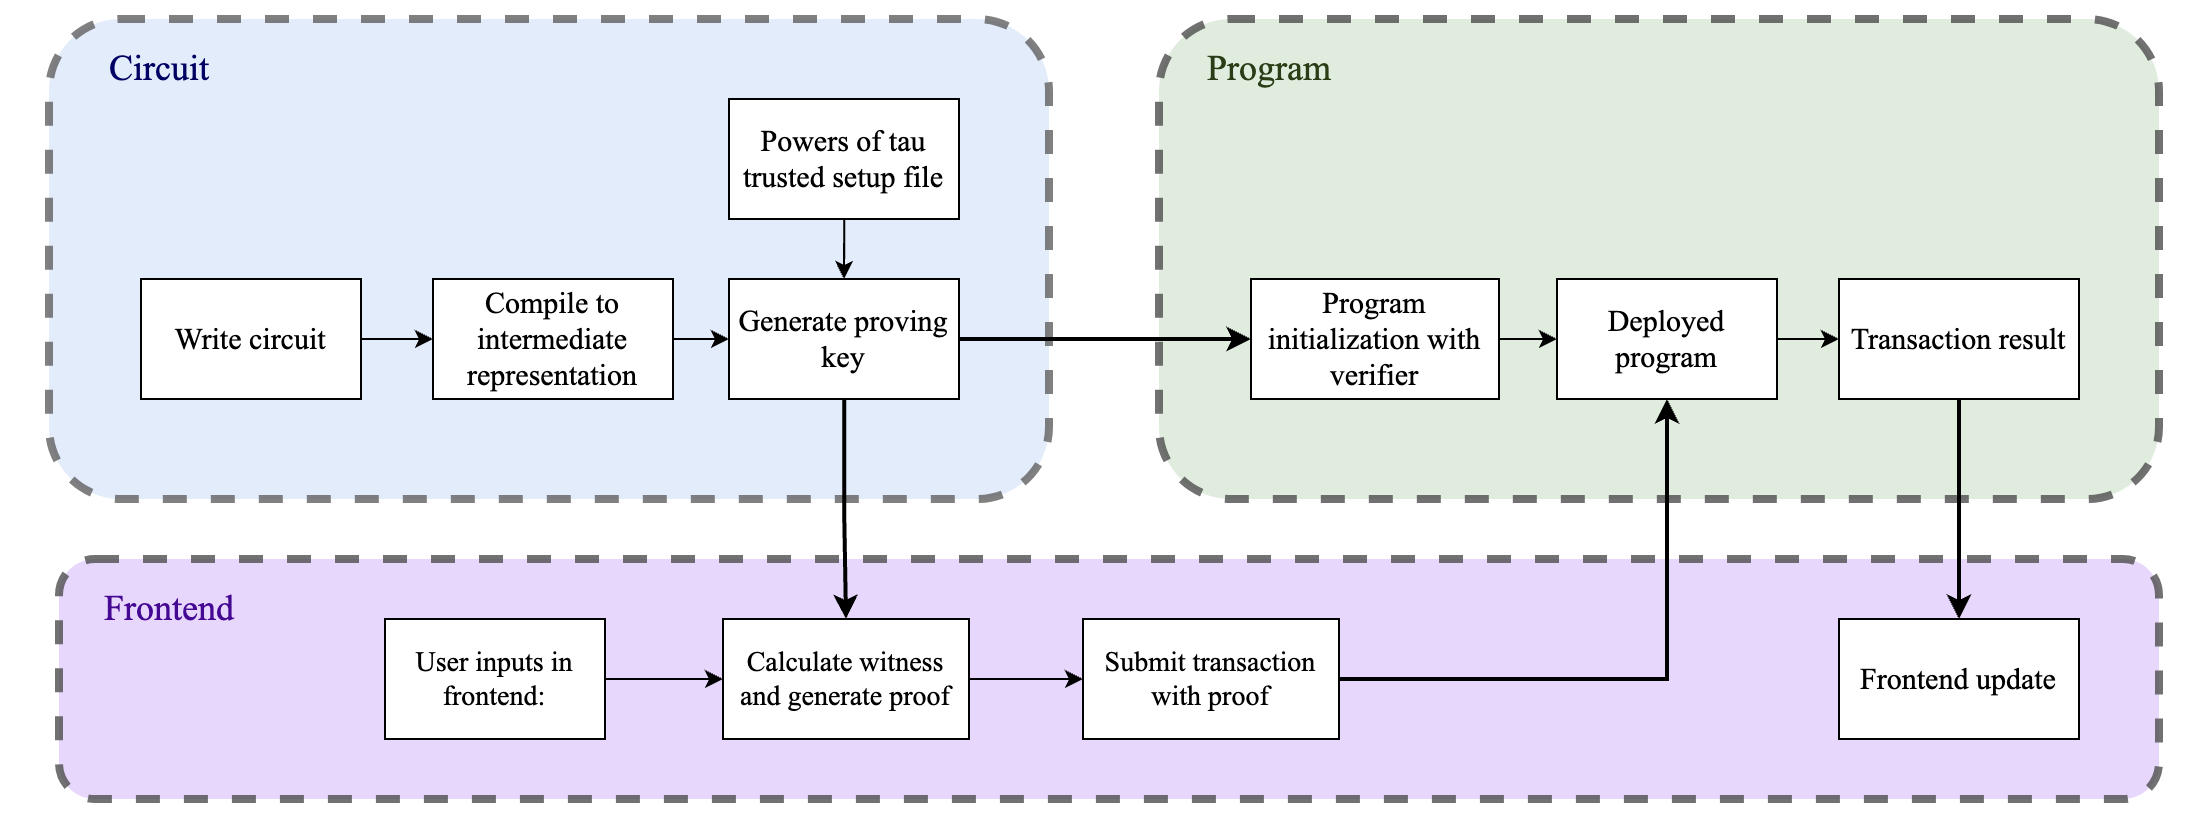 Circuit
Powers of tau
trusted setup file
Write circuit
Compile to
intermediate
representation
Generate proving
key
Program
Program
initialization with
verifier
Deployed
program
Transaction result
Frontend
User inputs in
frontend:
Calculate witness
and generate proof
Submit transaction
with proof
Frontend update